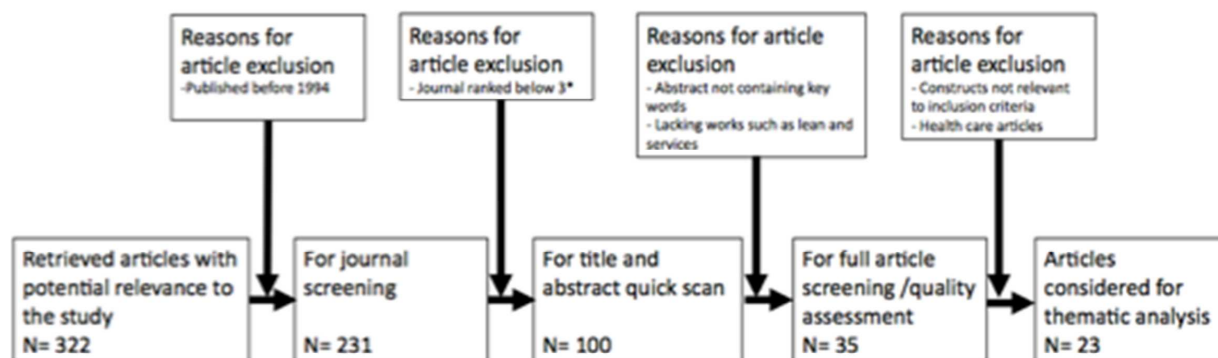 Reasons for
article exclusion
-Published before 1994
Reasons for
article exclusion
- Journal ranked below 3*
Reasons for article
exclusion
- Abstract not containing key
words
- Lacking works such as lean and
services
Reasons for
article exclusion
- Constructs not relevant
to inclusion criteria
- Health care articles
Retrieved articles with
potential relevance to
the study
N= 322
For journal
screening
N= 231
For title and
abstract quick scan
N= 100
For full article
screening /quality
assessment
N= 35
Articles
considered for
thematic analysis
N= 23